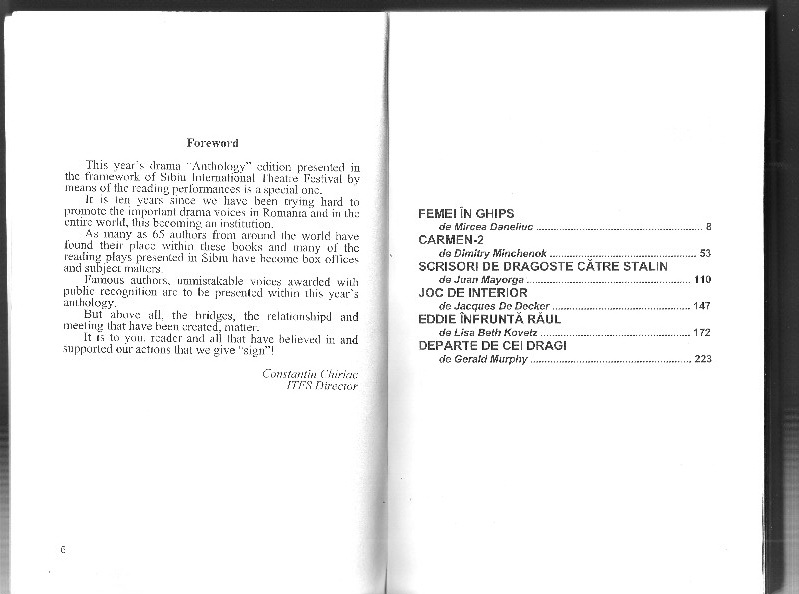 Foreword
This year's drama "Anthology" edition presented in
the framework of Sibiu International Theatre Festival by
means of the reading performances is a special one.
It is ten years since we have been trying hard to
promote the important drama voices in Romania and in the
entire world, this becoming an institution.
As many as 65 authors from around the world have
found their place within these books and many of the
reading plays presented in Sibiu have become box offices
and subject matters.
Famous authors, unmistakable voices awarded with
public recognition are to be presented within this year's
anthology.
But above all, the bridges, the relationshipd and
meeting that have been created, matter.
It is to you, reader and all that have believed in and
supported our actions that we give "sign"!
Constantin Chiriac
ITFS Director
6
FEMEI ÎN GHIPS
de Mircea Daneliuc ........................................................ 8
CARMEN-2
de Dimitry Minchenok .................................................. 53
SCRISORI DE DRAGOSTE CĂTRE STALIN
de Juan Mayorga ........................................................ 110
JOC DE INTERIOR
de Jacques De Decker ............................................... 147
EDDIE ÎNFRUNTĂ RĂUL
de Lisa Beth Kovetz ................................................... 172
DEPARTE DE CEI DRAGI
de Gerald Murphy ...................................................... 223